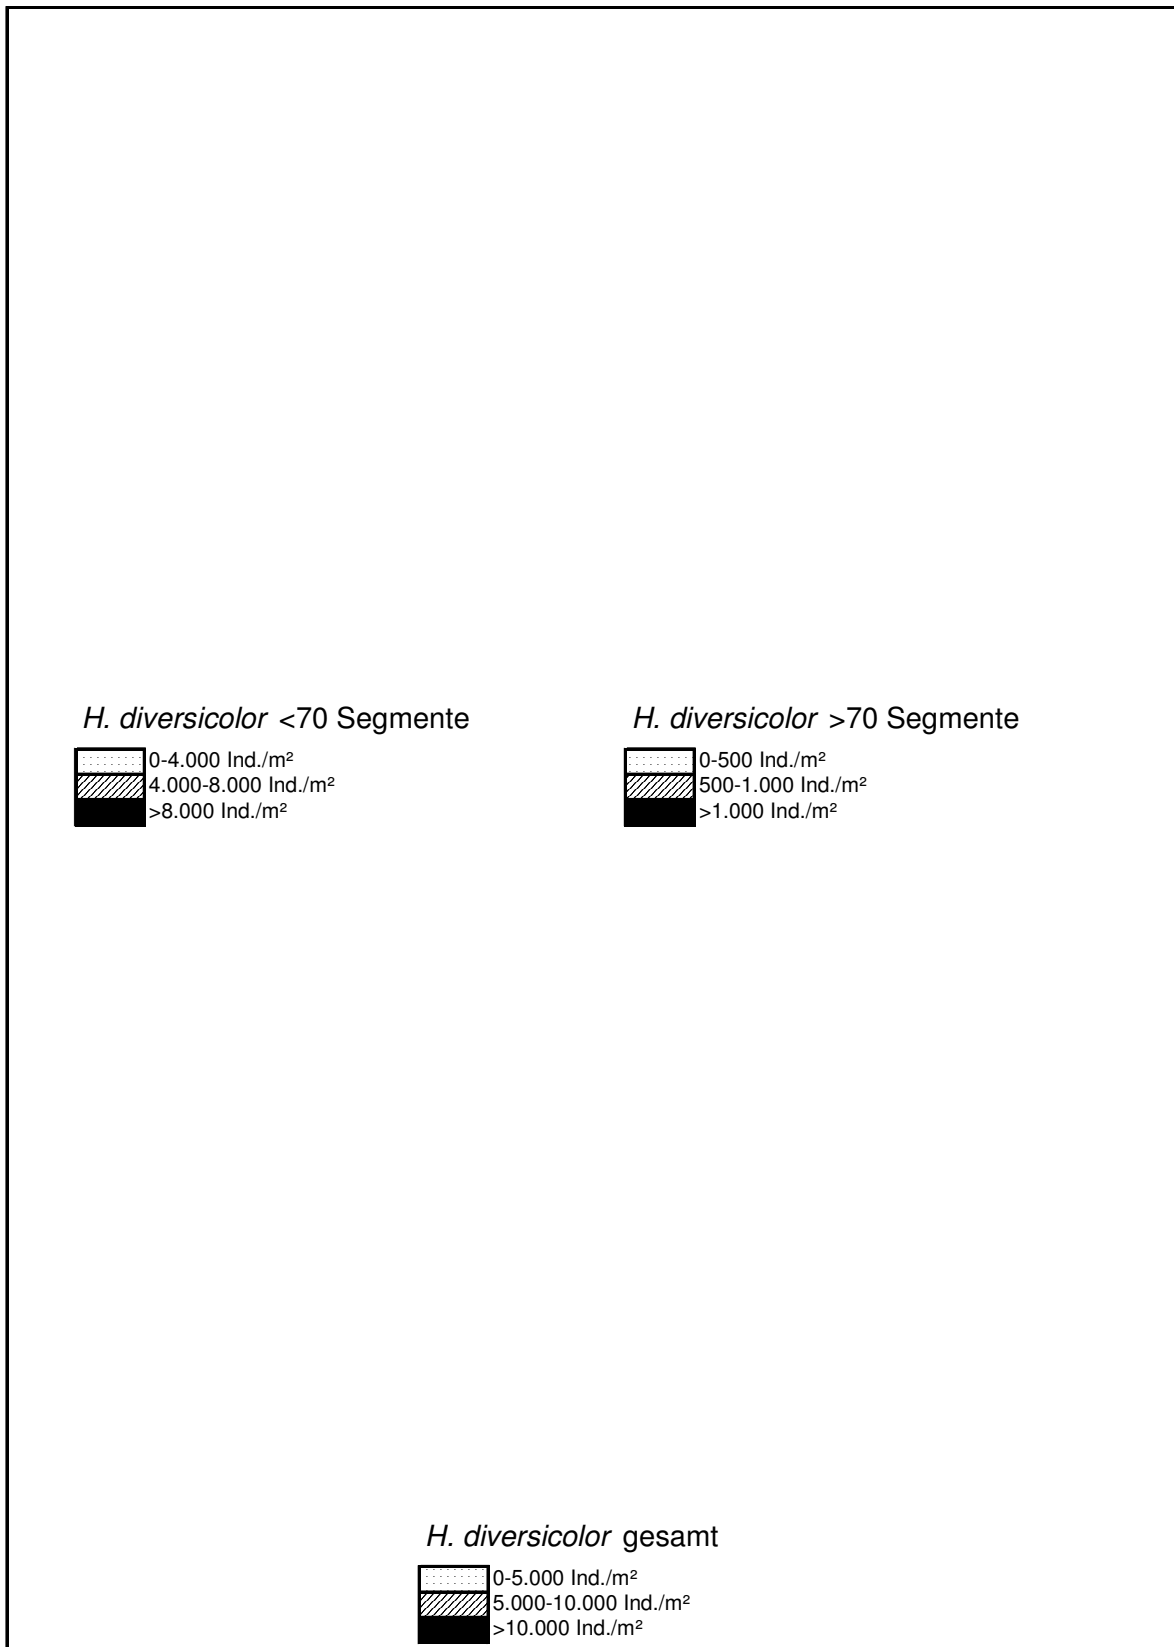 H. diversicolor <70 Segmente
0-4.000 Ind./m²
4.000-8.000 Ind./m²
>8.000 Ind./m²
H. diversicolor >70 Segmente
0-500 Ind./m²
500-1.000 Ind./m²
>1.000 Ind./m²
H. diversicolor gesamt
0-5.000 Ind./m²
5.000-10.000 Ind./m²
>10.000 Ind./m²